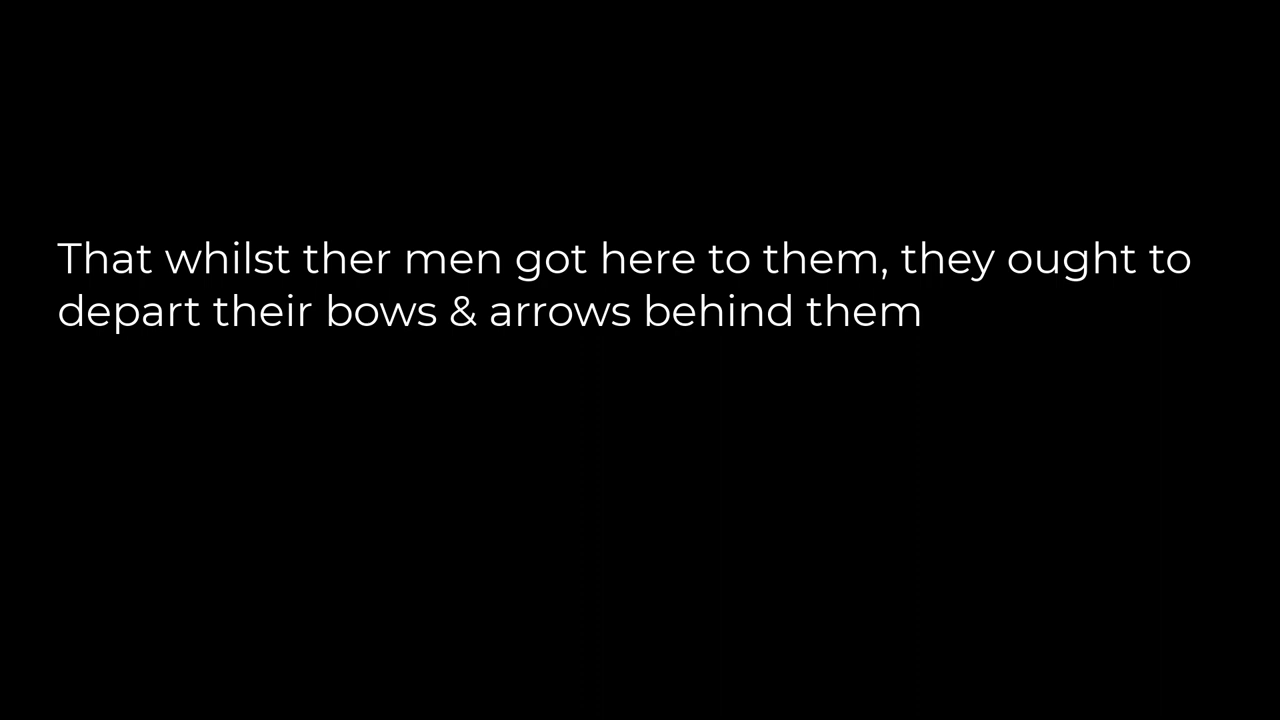 That whilst ther men got here to them, they ought to
depart their bows & arrows behind them